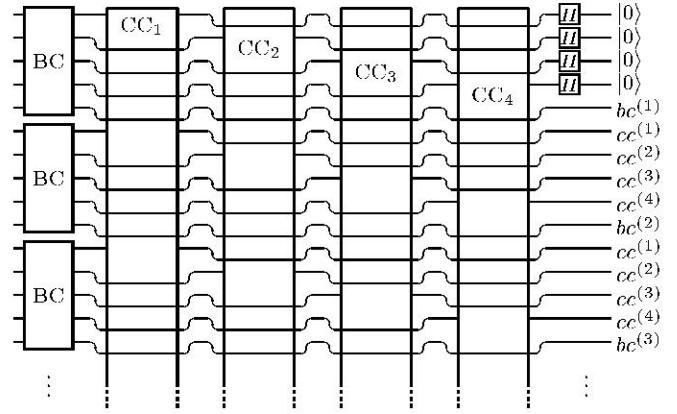 CC₁
|0⟩
H
CC₂
|0⟩
H
BC
CC₃
|0⟩
H
CC₄
|0⟩
H
bc⁽¹⁾
cc⁽¹⁾
cc⁽²⁾
BC
cc⁽³⁾
cc⁽⁴⁾
bc⁽²⁾
cc⁽¹⁾
cc⁽²⁾
BC
cc⁽³⁾
cc⁽⁴⁾
bc⁽³⁾